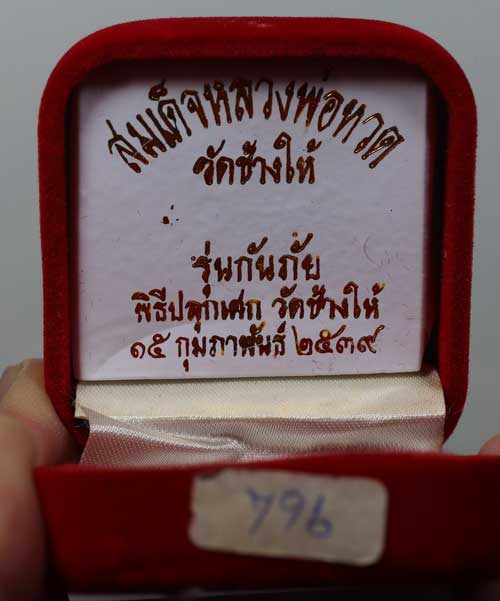 สมเด็จหลวงพ่อทวด
วัดช้างให้
รุ่นกันภัย
พิธีปลุกเศก วัดช้างให้
๑๕ กุมภาพันธ์ ๒๕๓๙
796